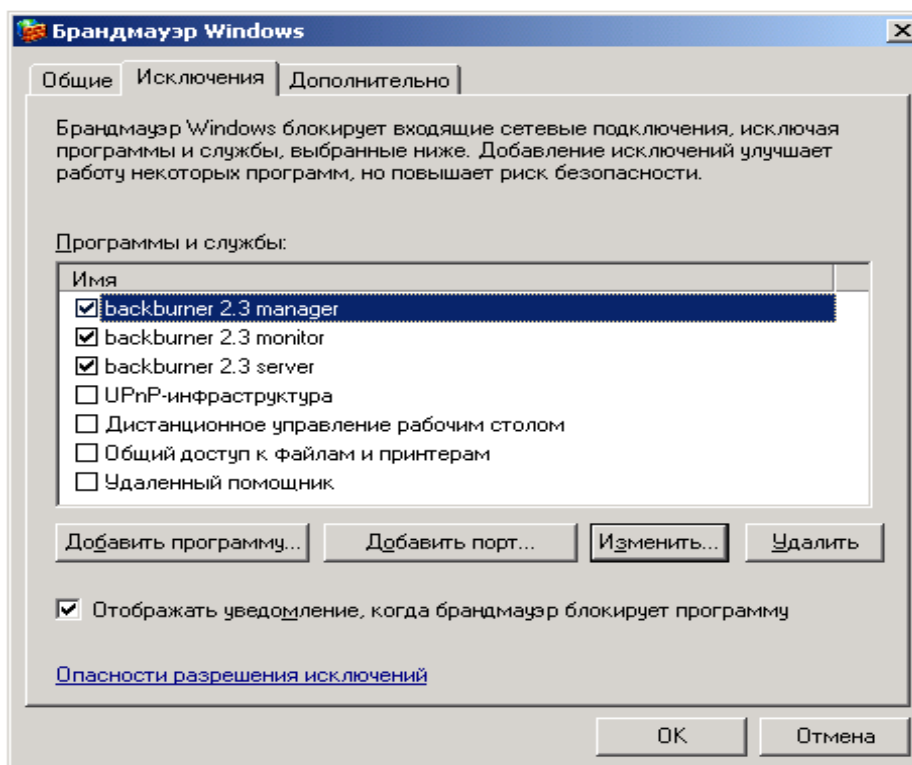 Брандмауэр Windows
Общие Исключения Дополнительно
Брандмауэр Windows блокирует входящие сетевые подключения, исключая
программы и службы, выбранные ниже. Добавление исключений улучшает
работу некоторых программ, но повышает риск безопасности.
Программы и службы:
Имя
backburner 2.3 manager
backburner 2.3 monitor
backburner 2.3 server
UPnP-инфраструктура
Дистанционное управление рабочим столом
Общий доступ к файлам и принтерам
Удаленный помощник
Добавить программу... Добавить порт... Изменить... Удалить
Отображать уведомление, когда брандмауэр блокирует программу
Опасности разрешения исключений
OK Отмена